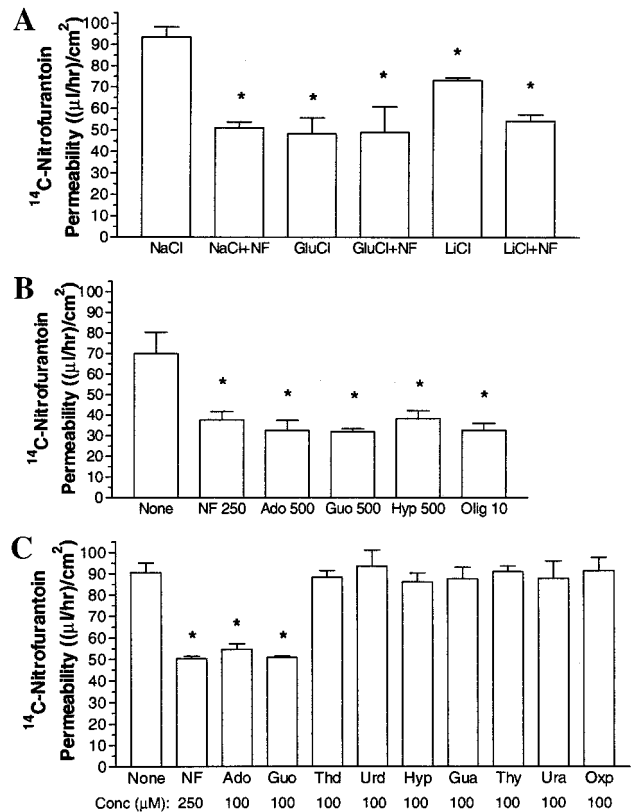 A
¹⁴C-Nitrofurantoin
Permeability ((μl/hr)/cm²)
100
90
80
70
60
50
40
30
20
10
0
*
*
*
*
*
NaCl
NaCl+NF
GluCl
GluCl+NF
LiCl
LiCl+NF
B
¹⁴C-Nitrofurantoin
Permeability ((μl/hr)/cm²)
100
90
80
70
60
50
40
30
20
10
0
*
*
*
*
*
None
NF 250
Ado 500
Guo 500
Hyp 500
Olig 10
C
¹⁴C-Nitrofurantoin
Permeability ((μl/hr)/cm²)
100
90
80
70
60
50
40
30
20
10
0
*
*
*
None NF Ado Guo Thd Urd Hyp Gua Thy Ura Oxp
Conc (μM): 250 100 100 100 100 100 100 100 100 100